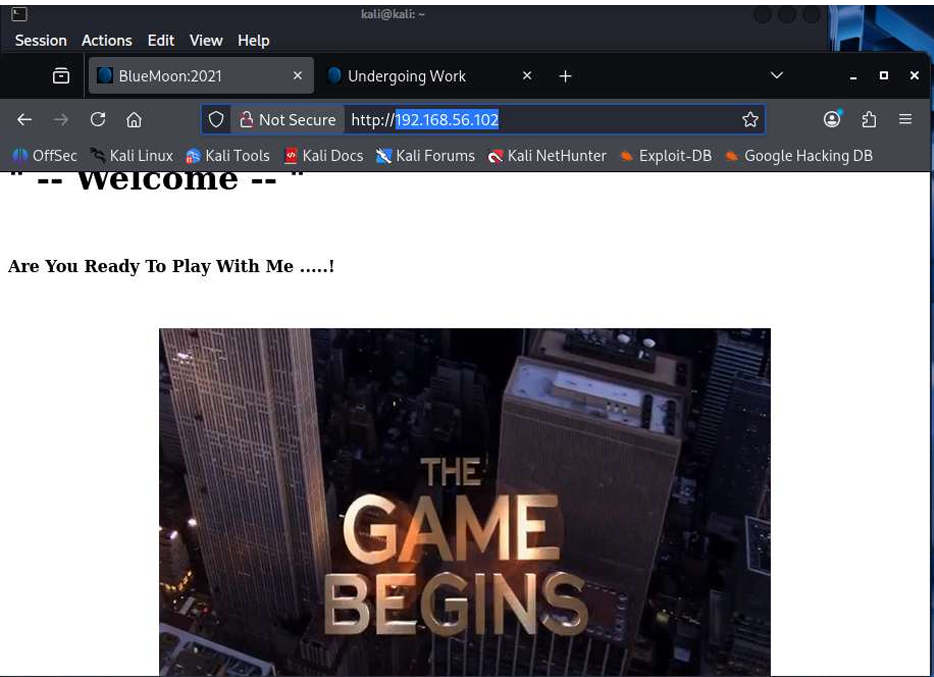 kali@kali: ~
Session Actions Edit View Help
BlueMoon:2021 Undergoing Work
Not Secure http://192.168.56.102
OffSec Kali Linux Kali Tools Kali Docs Kali Forums Kali NetHunter Exploit-DB Google Hacking DB
" -- Welcome -- "
Are You Ready To Play With Me .....!
THE
GAME
BEGINS